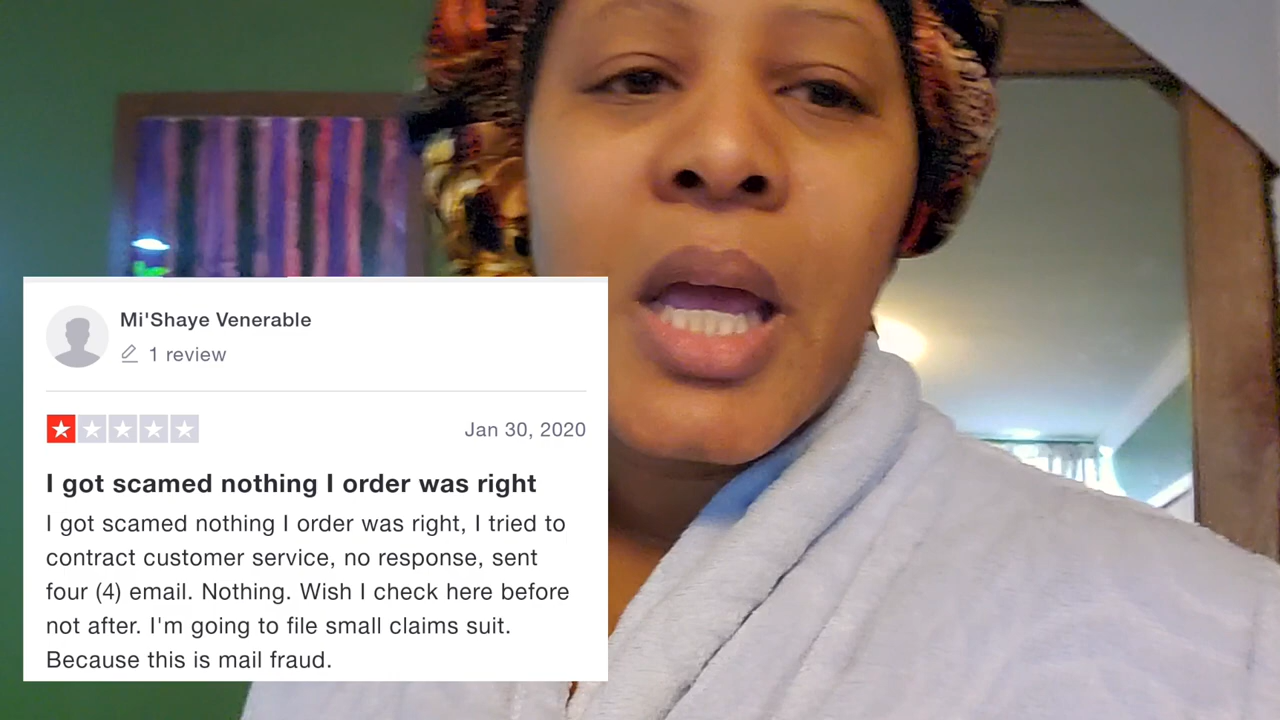 Mi'Shaye Venerable
1 review
Jan 30, 2020
I got scamed nothing I order was right
I got scamed nothing I order was right, I tried to
contract customer service, no response, sent
four (4) email. Nothing. Wish I check here before
not after. I'm going to file small claims suit.
Because this is mail fraud.